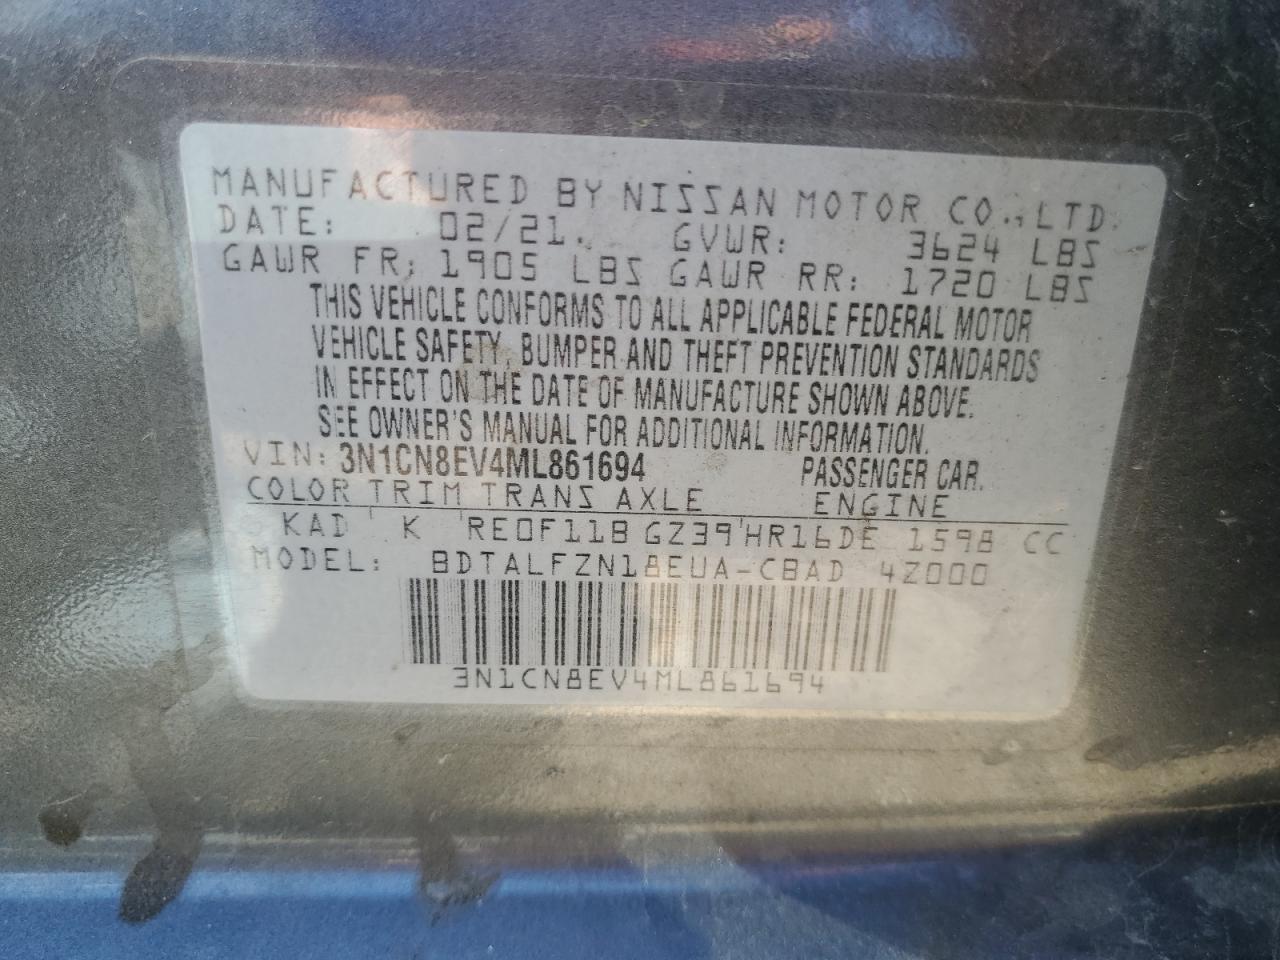 MANUFACTURED BY NISSAN MOTOR CO., LTD.
DATE: 02/21. GVWR: 3624 LBS
GAWR FR: 1905 LBS GAWR RR: 1720 LBS
THIS VEHICLE CONFORMS TO ALL APPLICABLE FEDERAL MOTOR
VEHICLE SAFETY, BUMPER AND THEFT PREVENTION STANDARDS
IN EFFECT ON THE DATE OF MANUFACTURE SHOWN ABOVE.
SEE OWNER'S MANUAL FOR ADDITIONAL INFORMATION.
VIN: 3N1CN8EV4ML861694 PASSENGER CAR.
COLOR TRIM TRANS AXLE ENGINE
KAD K RE0F11B GZ39 HR16DE 1598 CC
MODEL: BDTALFZN18EUA-CBAD 4Z000
3N1CN8EV4ML861694